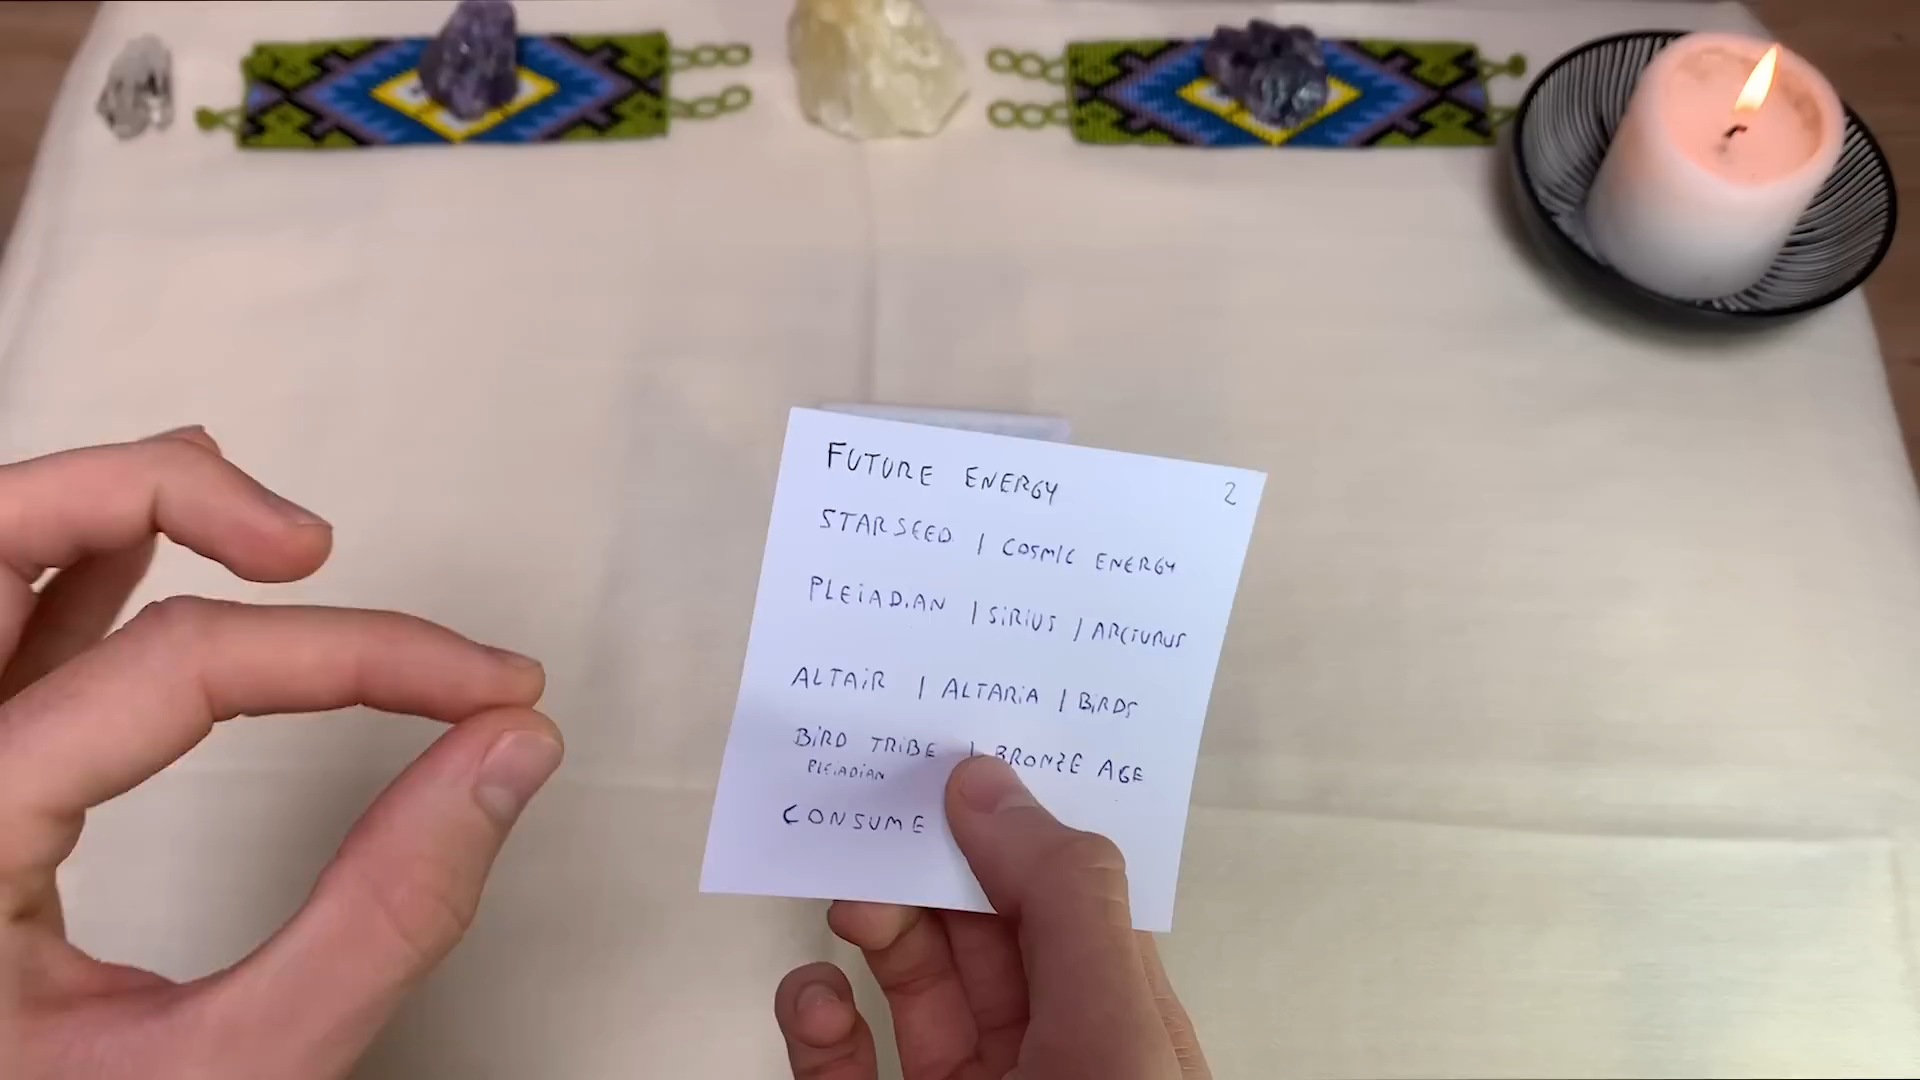 FUTURE ENERGY 2
STARSEED | COSMIC ENERGY
PLEIADIAN | SIRIUS | ARCTURUS
ALTAIR | ALTARIA | BIRDS
BIRD TRIBE | BRONZE AGE
PLEIADIAN
CONSUME